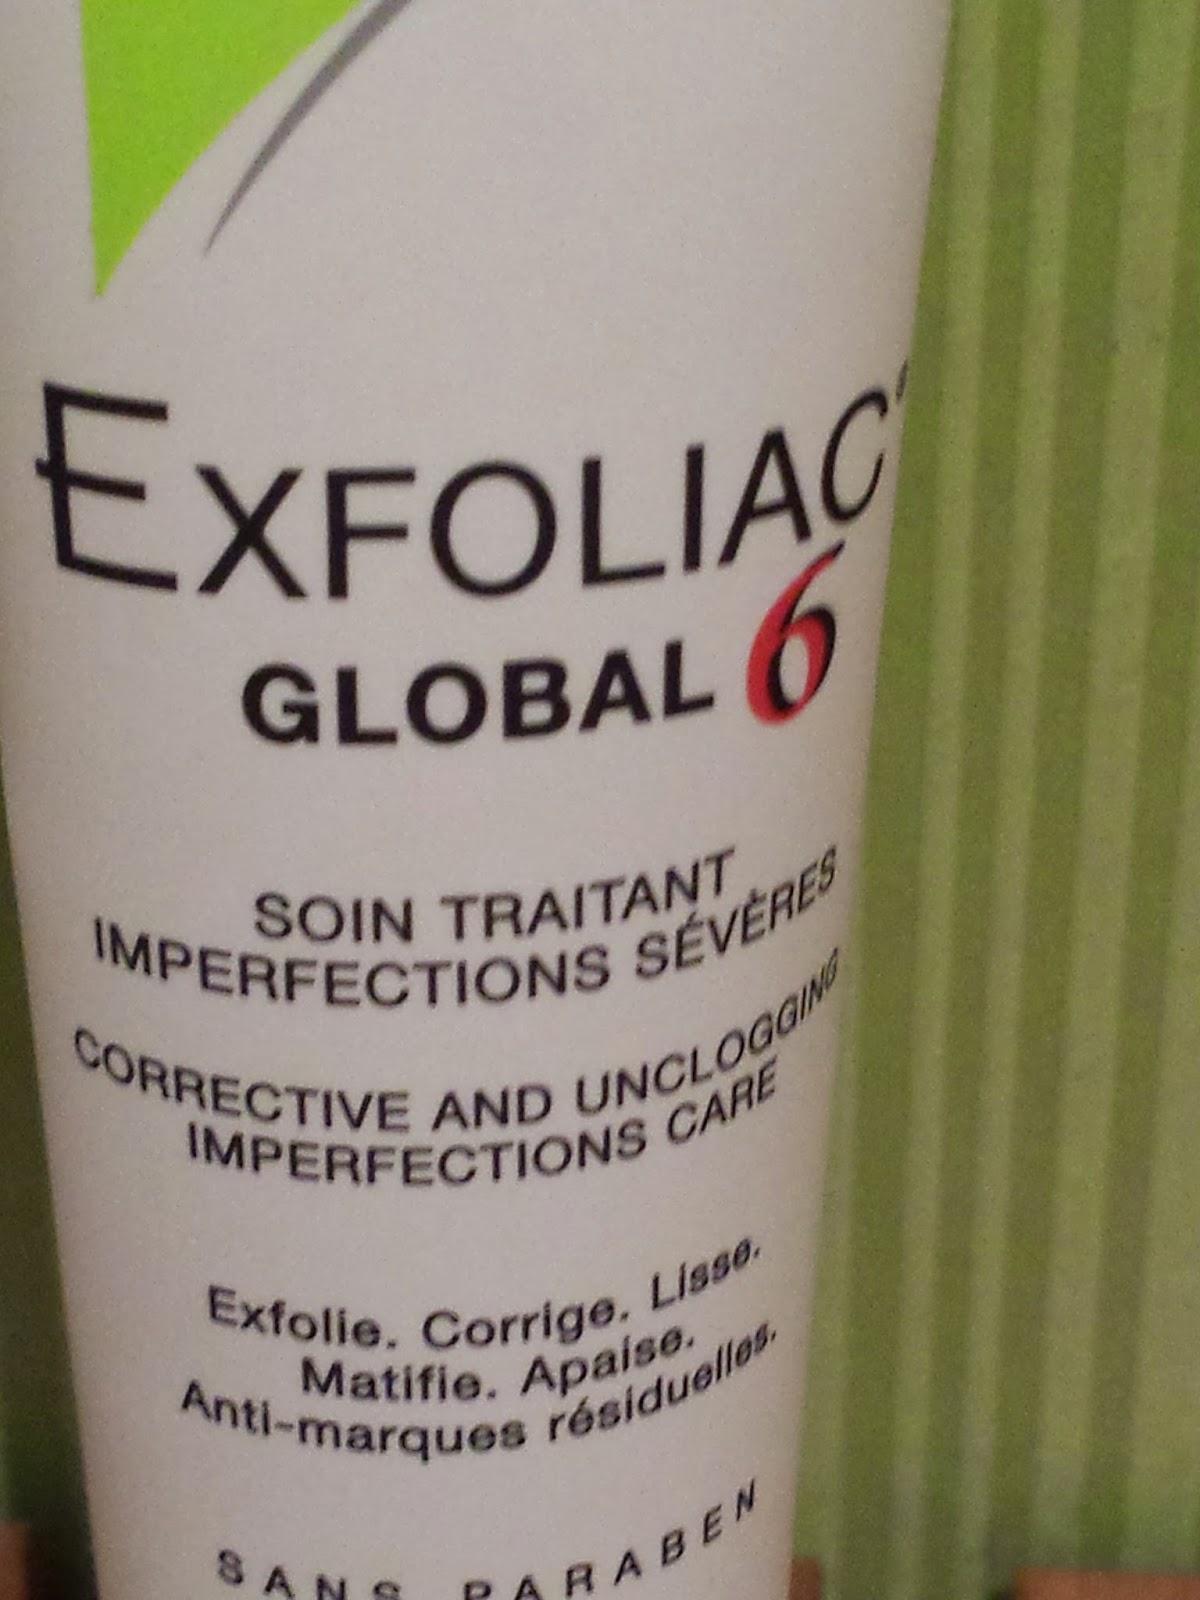 EXFOLIAC®
GLOBAL 6
SOIN TRAITANT
IMPERFECTIONS SÉVÈRES
CORRECTIVE AND UNCLOGGING
IMPERFECTIONS CARE
Exfolie. Corrige. Lisse.
Matifie. Apaise.
Anti-marques résiduelles.
SANS PARABEN